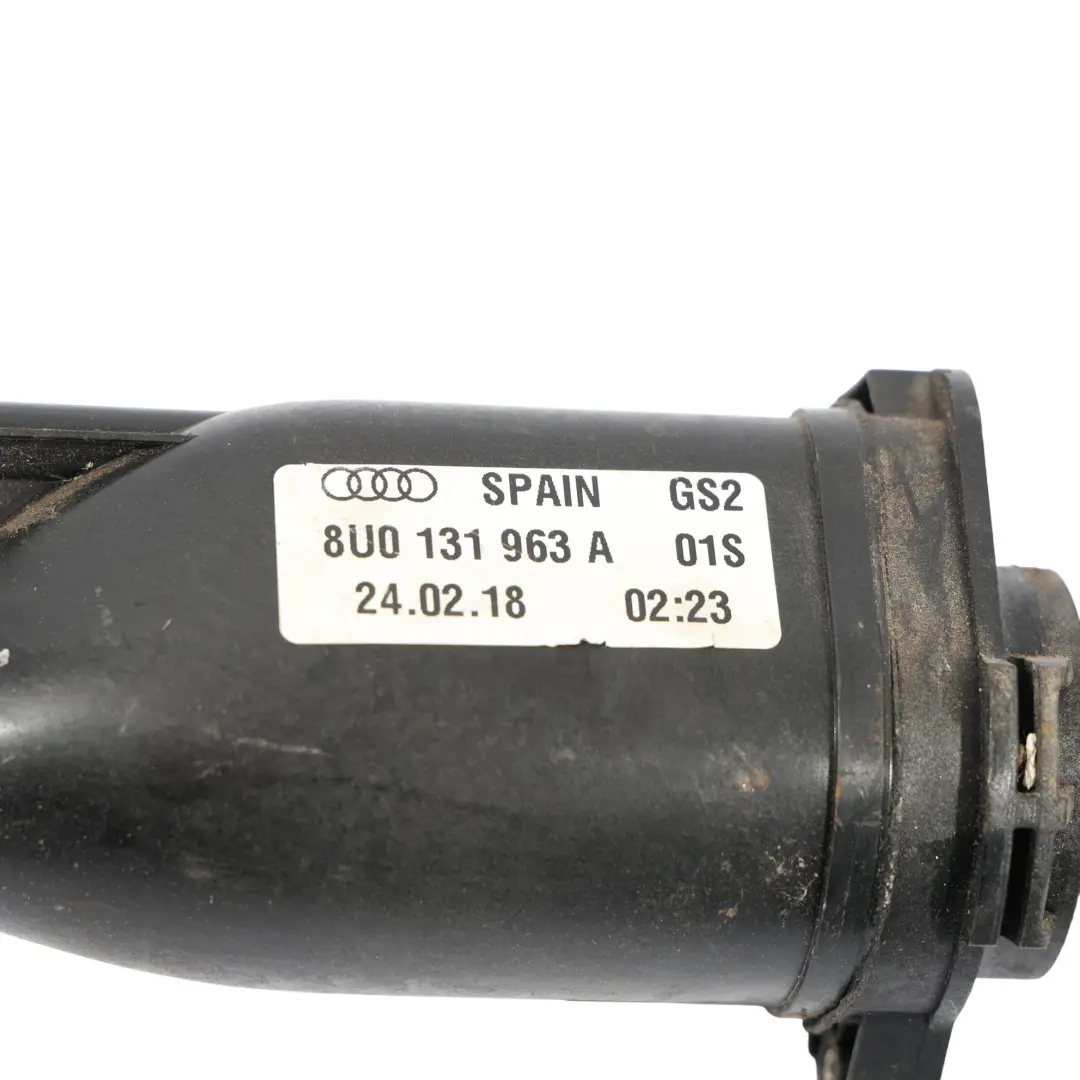 SPAIN GS2
8U0 131 963 A 01S
24.02.18 02:23